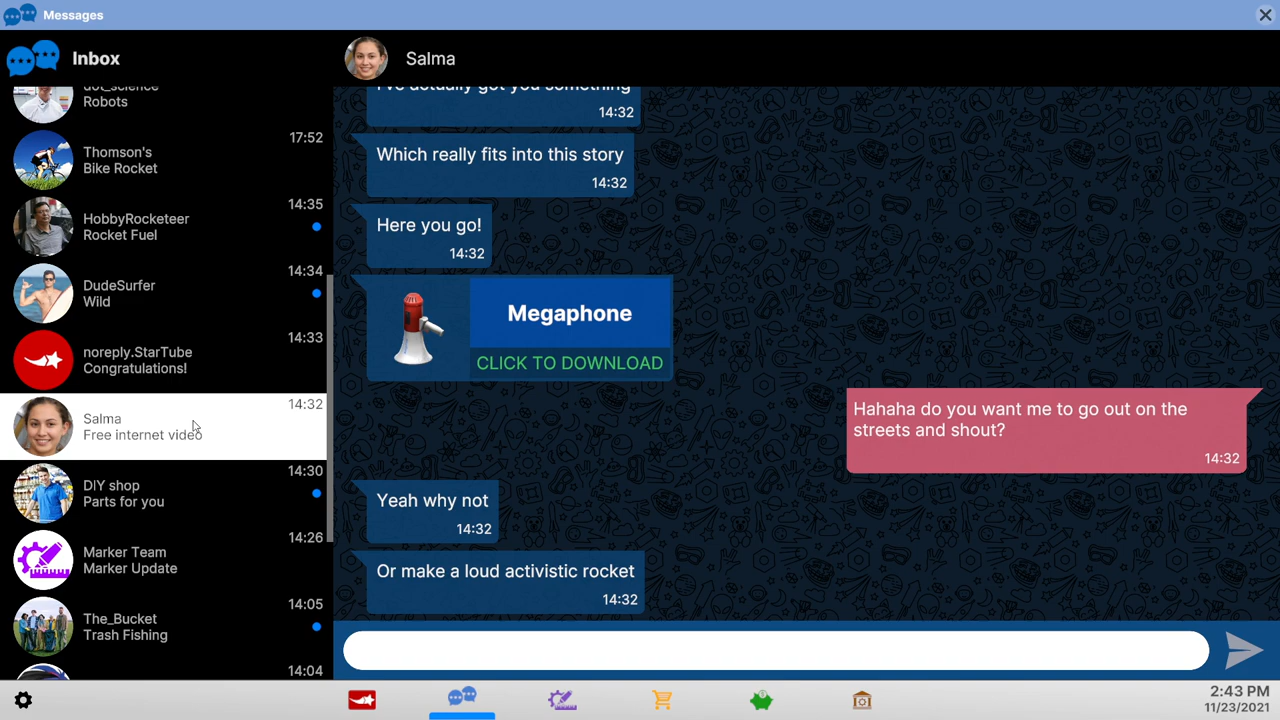 Messages
Inbox
dot_science
Robots
17:52
Thomson's
Bike Rocket
14:35
HobbyRocketeer
Rocket Fuel
14:34
DudeSurfer
Wild
14:33
noreply.StarTube
Congratulations!
14:32
Salma
Free internet video
14:30
DIY shop
Parts for you
14:26
Marker Team
Marker Update
14:05
The_Bucket
Trash Fishing
14:04
Salma
I've actually got you something
14:32
Which really fits into this story
14:32
Here you go!
14:32
Megaphone
CLICK TO DOWNLOAD
Hahaha do you want me to go out on the
streets and shout?
14:32
Yeah why not
14:32
Or make a loud activistic rocket
14:32
2:43 PM
11/23/2021